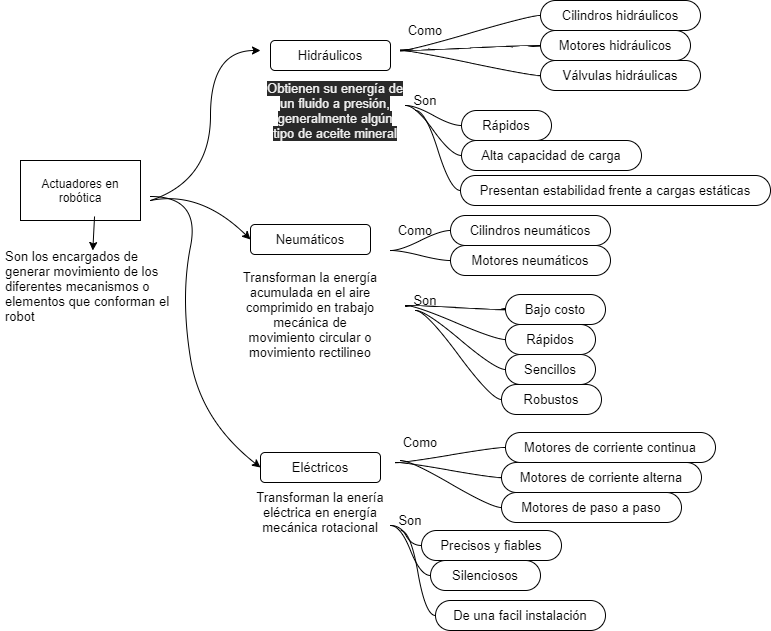 Actuadores en
robótica
Son los encargados de
generar movimiento de los
diferentes mecanismos o
elementos que conforman el
robot
Hidráulicos
Obtienen su energía de
un fluido a presión,
generalmente algún
tipo de aceite mineral
Como
Cilindros hidráulicos
Motores hidráulicos
Válvulas hidráulicas
Son
Rápidos
Alta capacidad de carga
Presentan estabilidad frente a cargas estáticas
Neumáticos
Transforman la energía
acumulada en el aire
comprimido en trabajo
mecánica de
movimiento circular o
movimiento rectilineo
Como
Cilindros neumáticos
Motores neumáticos
Son
Bajo costo
Rápidos
Sencillos
Robustos
Eléctricos
Transforman la enería
eléctrica en energía
mecánica rotacional
Como
Motores de corriente continua
Motores de corriente alterna
Motores de paso a paso
Son
Precisos y fiables
Silenciosos
De una facil instalación